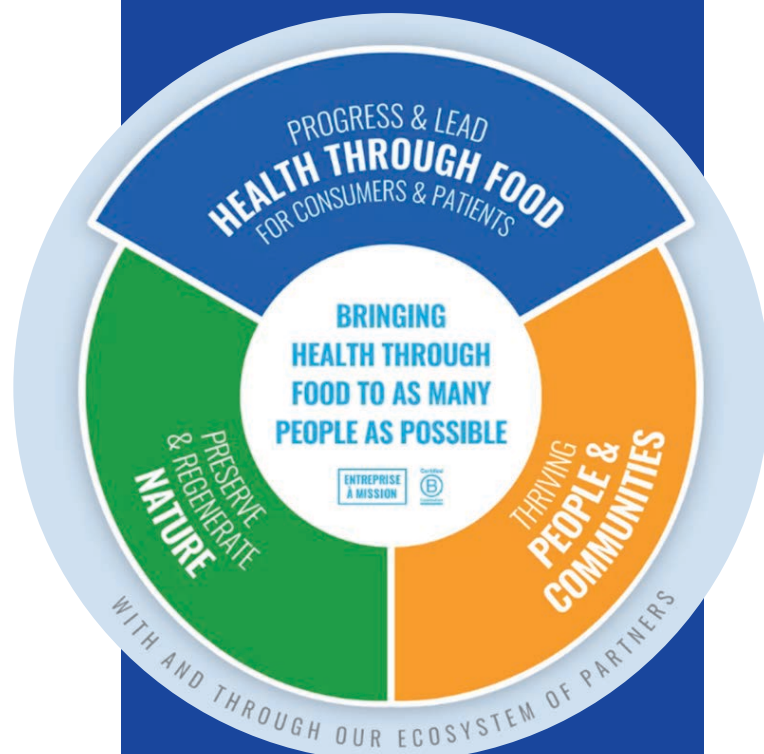 PROGRESS & LEAD
HEALTH THROUGH FOOD
FOR CONSUMERS & PATIENTS
BRINGING
HEALTH THROUGH
FOOD TO AS MANY
PEOPLE AS POSSIBLE
ENTREPRISE
À MISSION
Certified
B
Corporation
PRESERVE
& REGENERATE
NATURE
THRIVING
PEOPLE &
COMMUNITIES
WITH AND THROUGH OUR ECOSYSTEM OF PARTNERS